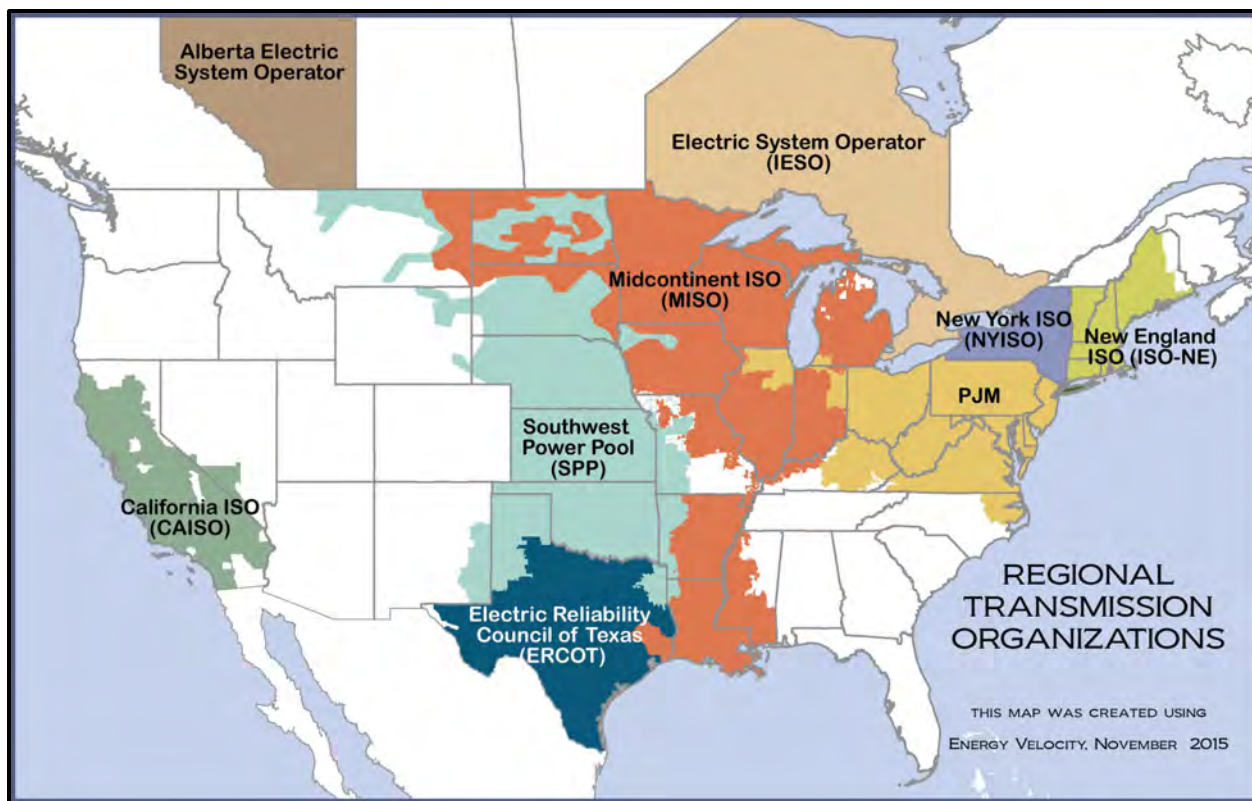 Alberta Electric
System Operator
Electric System Operator
(IESO)
Midcontinent ISO
(MISO)
New York ISO
(NYISO)
New England
ISO (ISO-NE)
PJM
Southwest
Power Pool
(SPP)
California ISO
(CAISO)
Electric Reliability
Council of Texas
(ERCOT)
REGIONAL
TRANSMISSION
ORGANIZATIONS
THIS MAP WAS CREATED USING
ENERGY VELOCITY, NOVEMBER 2015